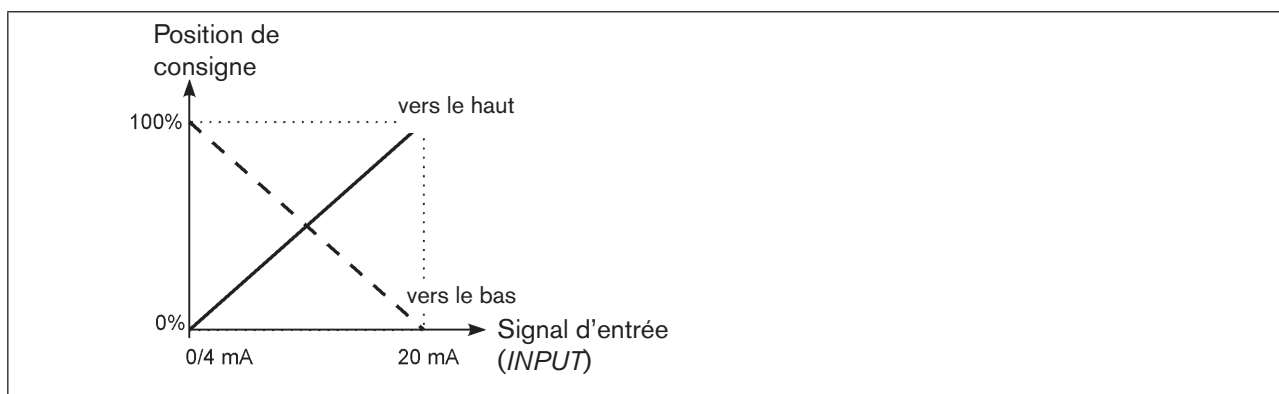 Position de
consigne
vers le haut
100%
vers le bas
0%
Signal d'entrée
0/4 mA
20 mA
(INPUT)